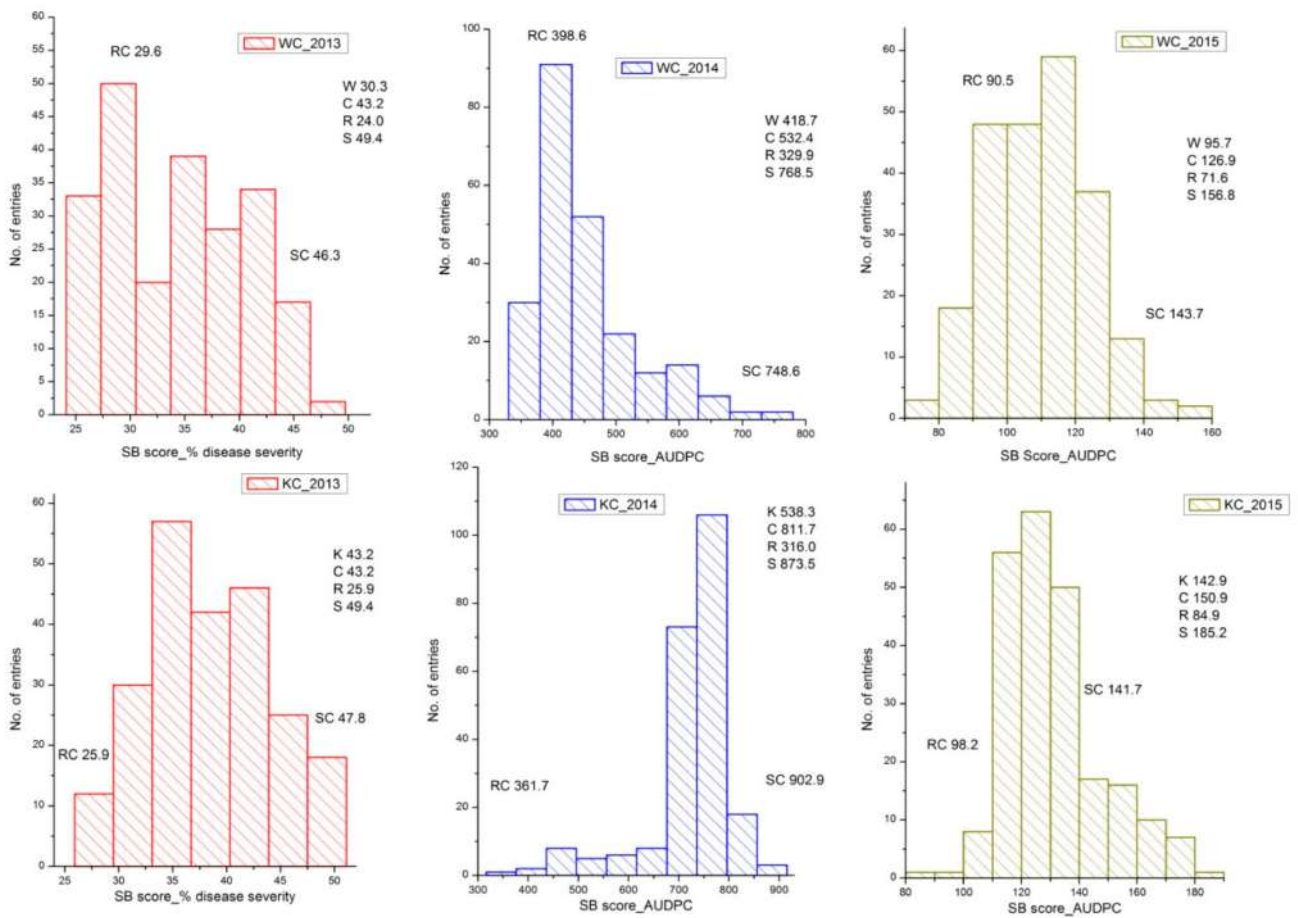 WC_2013
RC 29.6
W 30.3
C 43.2
R 24.0
S 49.4
SC 46.3
No. of entries
60
55
50
45
40
35
30
25
20
15
10
5
0
25 30 35 40 45 50
SB score_% disease severity
WC_2014
RC 398.6
W 418.7
C 532.4
R 329.9
S 768.5
SC 748.6
No. of entries
100
80
60
40
20
0
300 400 500 600 700 800
SB score_AUDPC
WC_2015
RC 90.5
W 95.7
C 126.9
R 71.6
S 156.8
SC 143.7
No. of entries
60
50
40
30
20
10
0
80 100 120 140 160
SB Score_AUDPC
KC_2013
K 43.2
C 43.2
R 25.9
S 49.4
SC 47.8
RC 25.9
No. of entries
60
50
40
30
20
10
0
25 30 35 40 45 50
SB score_% disease severity
KC_2014
K 538.3
C 811.7
R 316.0
S 873.5
RC 361.7
SC 902.9
No. of entries
120
100
80
60
40
20
0
400 500 600 700 800 900
SB score_AUDPC
KC_2015
K 142.9
C 150.9
R 84.9
S 185.2
SC 141.7
RC 98.2
No. of entries
60
50
40
30
20
10
0
80 100 120 140 160 180
SB score_AUDPC